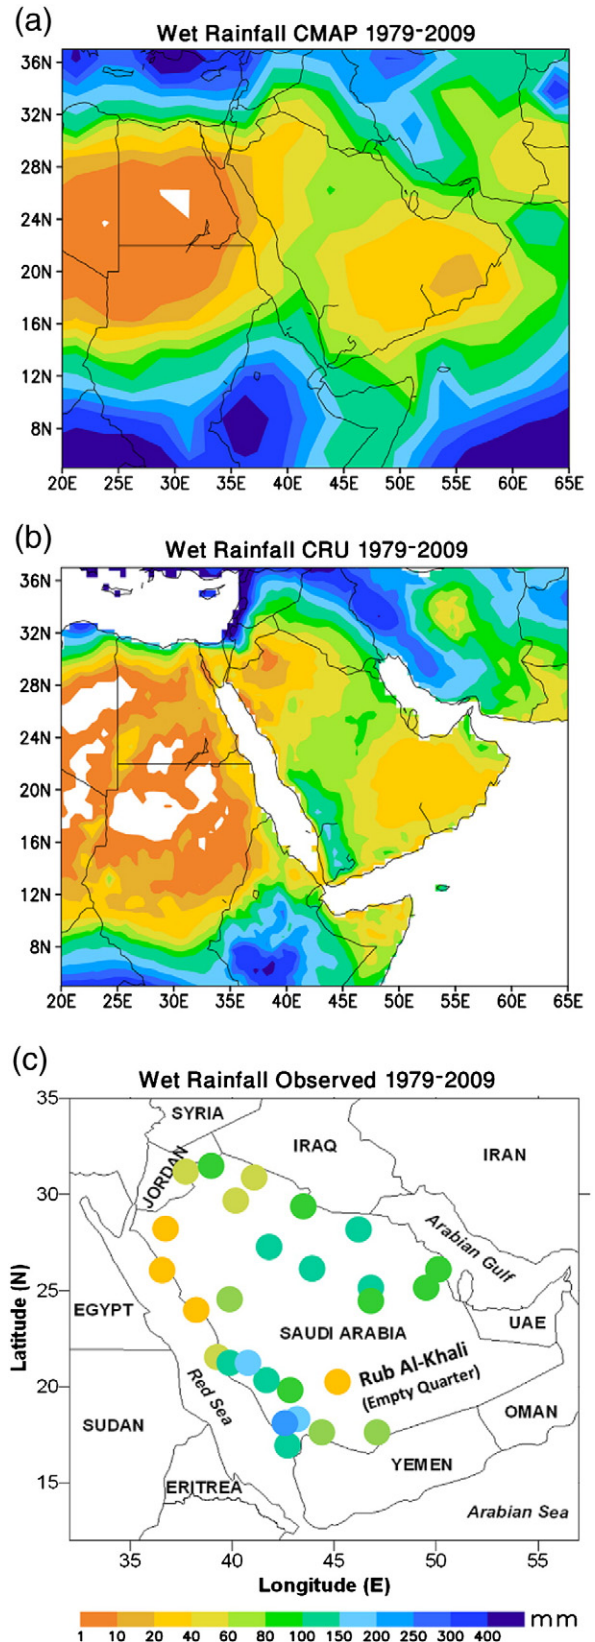 (a)
Wet Rainfall CMAP 1979-2009
36N
32N
28N
24N
20N
16N
12N
8N
20E 25E 30E 35E 40E 45E 50E 55E 60E 65E
(b)
Wet Rainfall CRU 1979-2009
36N
32N
28N
24N
20N
16N
12N
8N
20E 25E 30E 35E 40E 45E 50E 55E 60E 65E
(c)
Wet Rainfall Observed 1979-2009
35
SYRIA
IRAQ
IRAN
JORDAN
30
Arabian Gulf
25
EGYPT
UAE
SAUDI ARABIA
Rub Al-Khali
(Empty Quarter)
Red Sea
20
OMAN
SUDAN
YEMEN
15
ERITREA
Arabian Sea
Latitude (N)
35 40 45 50 55
Longitude (E)
mm
1 10 20 40 60 80 100 150 200 250 300 400